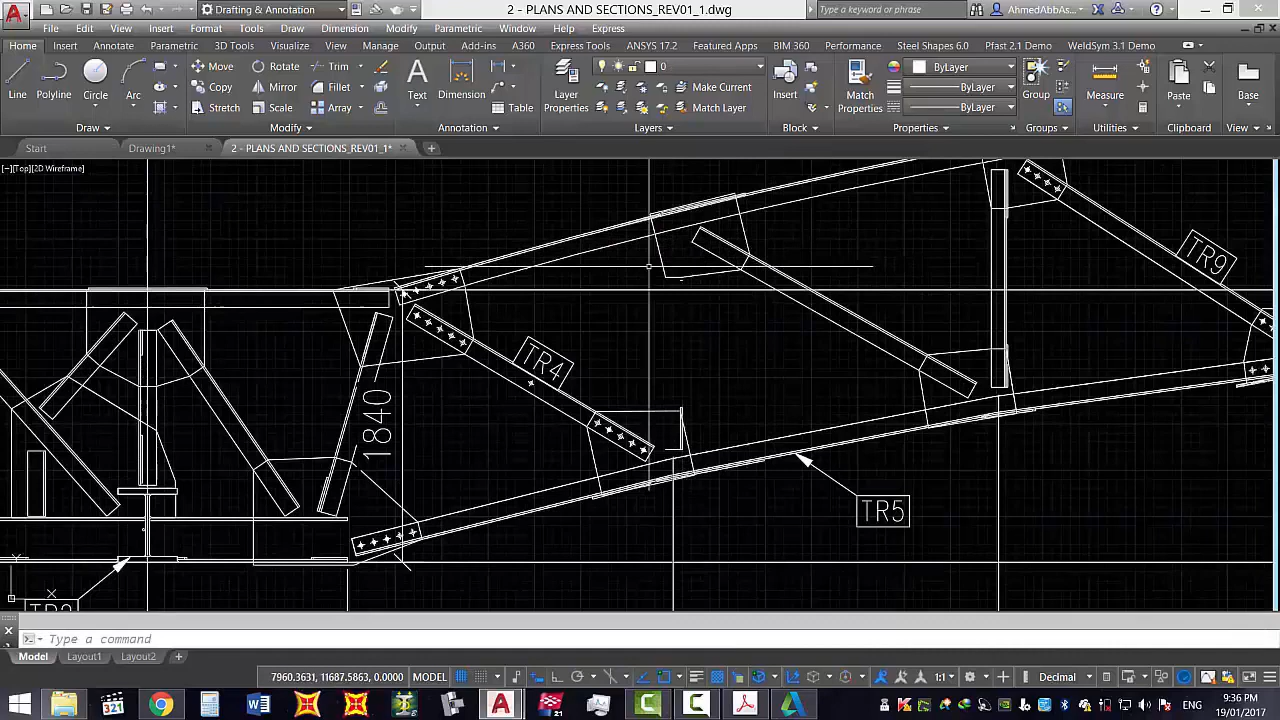 Drafting & Annotation
2 - PLANS AND SECTIONS_REV01_1.dwg
Type a keyword or phrase
AhmedAbbAs...
File Edit View Insert Format Tools Draw Dimension Modify Parametric Window Help Express
Home Insert Annotate Parametric 3D Tools Visualize View Manage Output Add-ins A360 Express Tools ANSYS 17.2 Featured Apps BIM 360 Performance Steel Shapes 6.0 Plast 2.1 Demo WeldSym 3.1 Demo
Line Polyline Circle Arc
Move Rotate Trim
Copy Mirror Fillet
Stretch Scale Array
Text Dimension Table
Layer Properties
0
Make Current
Match Layer
Insert
Match Properties
ByLayer
ByLayer
ByLayer
Group
Measure
Paste
Base
Draw Modify Annotation Layers Block Properties Groups Utilities Clipboard View
Start Drawing1* 2 - PLANS AND SECTIONS_REV01_1*
[–][Top][2D Wireframe]
TR9
TR4
1840
TR5
Y
X
Type a command
Model Layout1 Layout2
7960.3631, 11687.5863, 0.0000 MODEL 1:1 Decimal
321
21
ENG
9:36 PM
19/01/2017